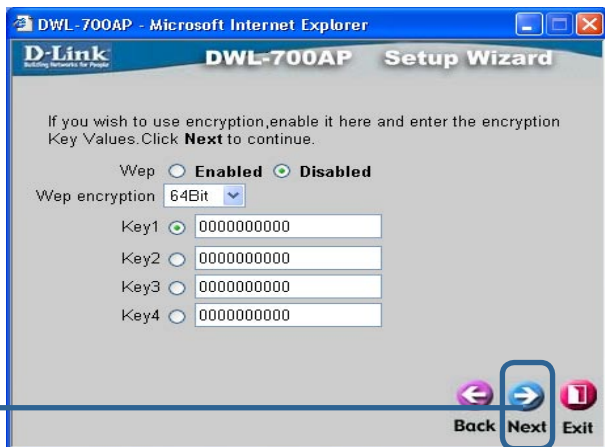 DWL-700AP - Microsoft Internet Explorer
D-Link
Building Networks for People
DWL-700AP Setup Wizard
If you wish to use encryption,enable it here and enter the encryption
Key Values.Click Next to continue.
Wep Enabled Disabled
Wep encryption 64Bit
Key1 0000000000
Key2 0000000000
Key3 0000000000
Key4 0000000000
Back Next Exit